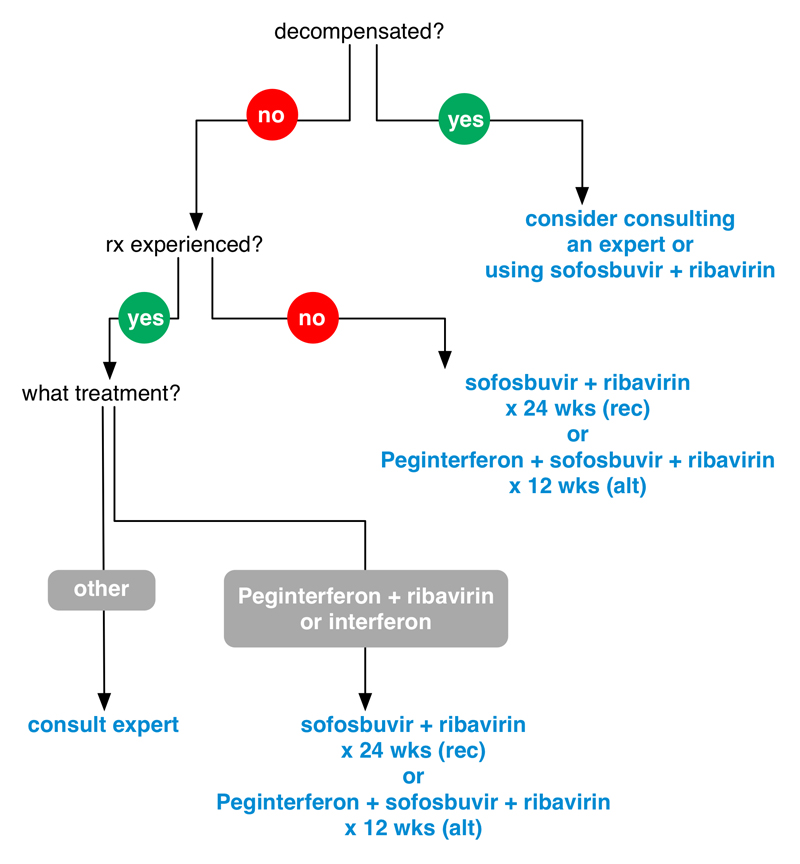 decompensated?
no
yes
consider consulting
an expert or
using sofosbuvir + ribavirin
rx experienced?
yes
no
what treatment?
sofosbuvir + ribavirin
x 24 wks (rec)
or
Peginterferon + sofosbuvir + ribavirin
x 12 wks (alt)
other
Peginterferon + ribavirin
or interferon
consult expert
sofosbuvir + ribavirin
x 24 wks (rec)
or
Peginterferon + sofosbuvir + ribavirin
x 12 wks (alt)